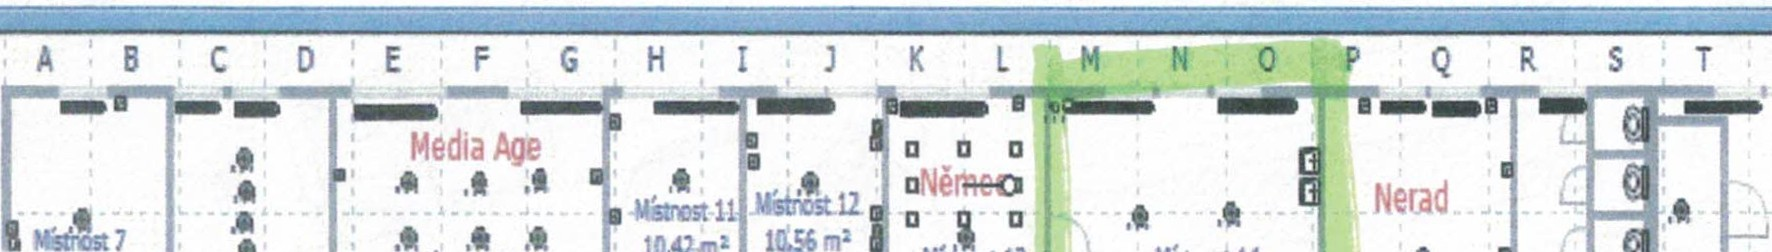 A B C D E F G H I J K L M N O P Q R S T
Media Age
Němec
Nerad
Místnost 11
Místnost 12
Místnost 7
10,42 m²
10,56 m²